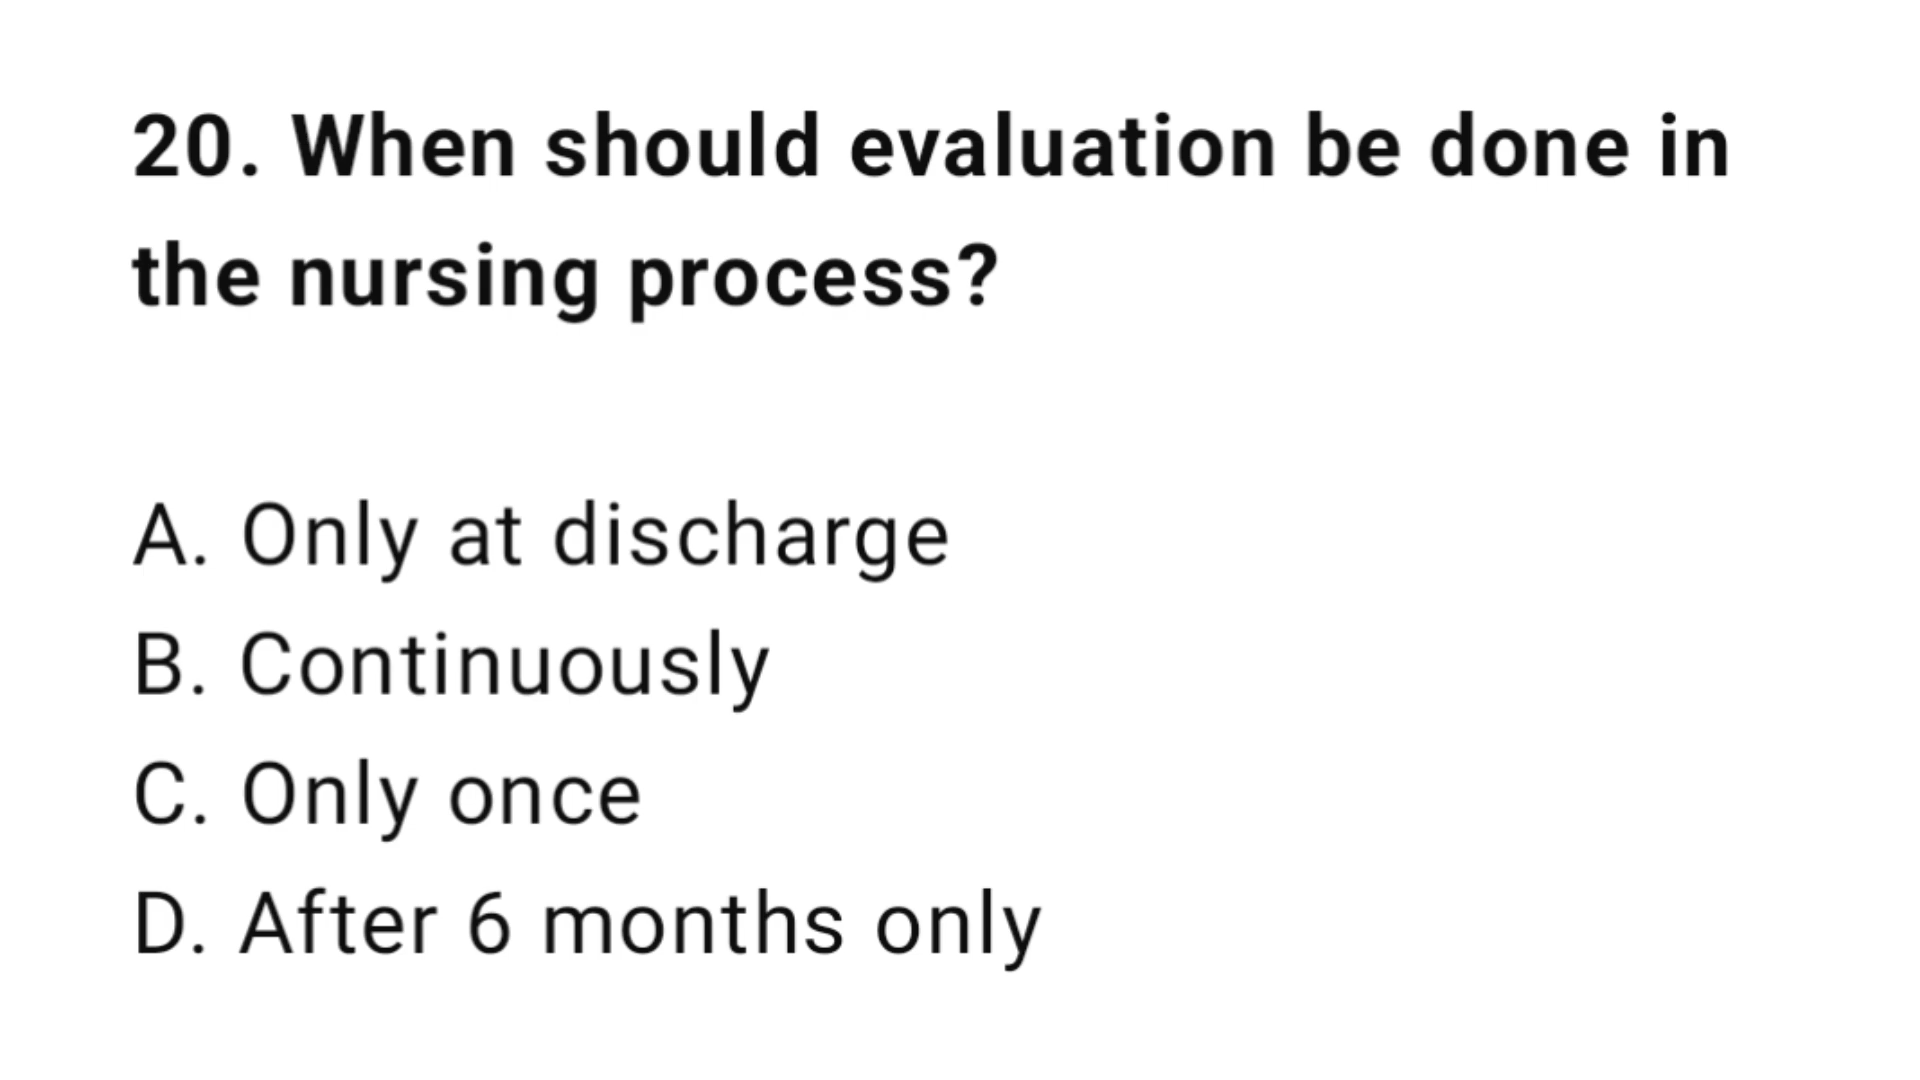 20. When should evaluation be done in
the nursing process?
A. Only at discharge
B. Continuously
C. Only once
D. After 6 months only